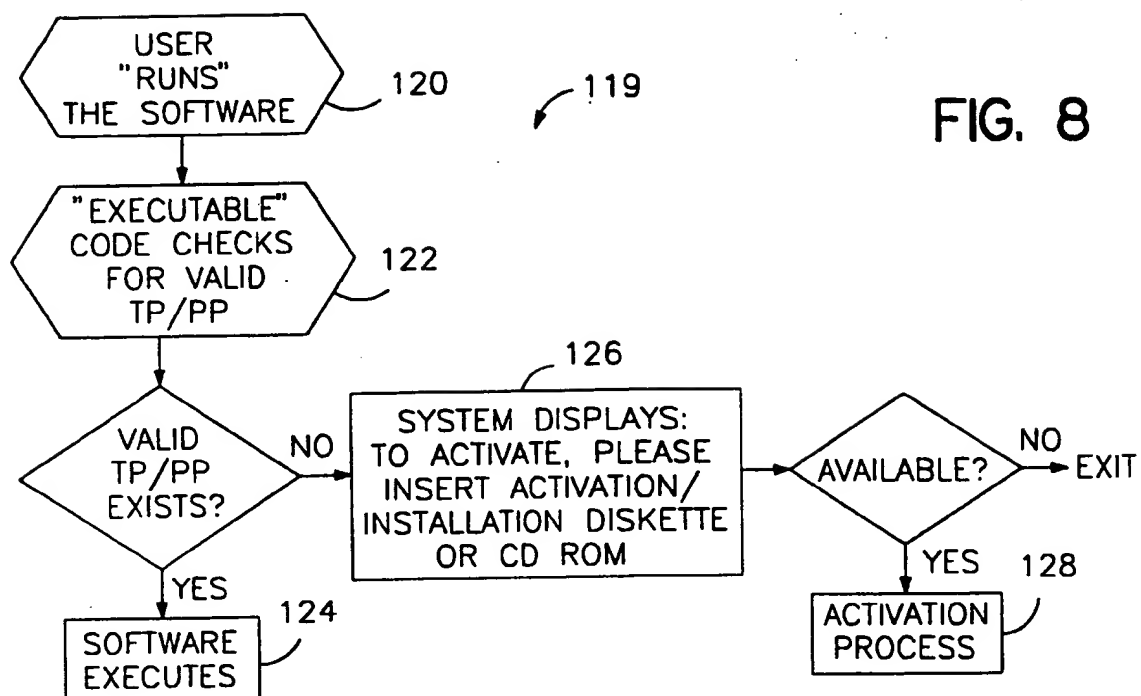 FIG. 8
119
USER
"RUNS"
THE SOFTWARE
120
"EXECUTABLE"
CODE CHECKS
FOR VALID
TP/PP
122
VALID
TP/PP
EXISTS?
NO
YES
SOFTWARE
EXECUTES
124
126
SYSTEM DISPLAYS:
TO ACTIVATE, PLEASE
INSERT ACTIVATION/
INSTALLATION DISKETTE
OR CD ROM
AVAILABLE?
NO
EXIT
YES
ACTIVATION
PROCESS
128